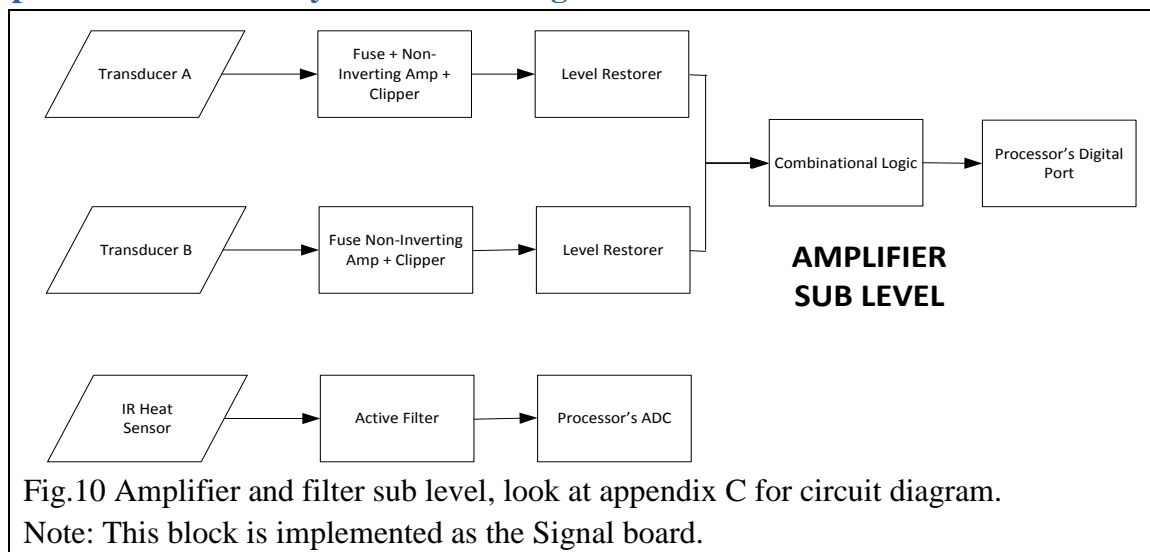 Transducer A
Fuse + Non-
Inverting Amp +
Clipper
Level Restorer
Combinational Logic
Processor's Digital
Port
Transducer B
Fuse Non-Inverting
Amp + Clipper
Level Restorer
AMPLIFIER
SUB LEVEL
IR Heat
Sensor
Active Filter
Processor's ADC
Fig.10 Amplifier and filter sub level, look at appendix C for circuit diagram.
Note: This block is implemented as the Signal board.